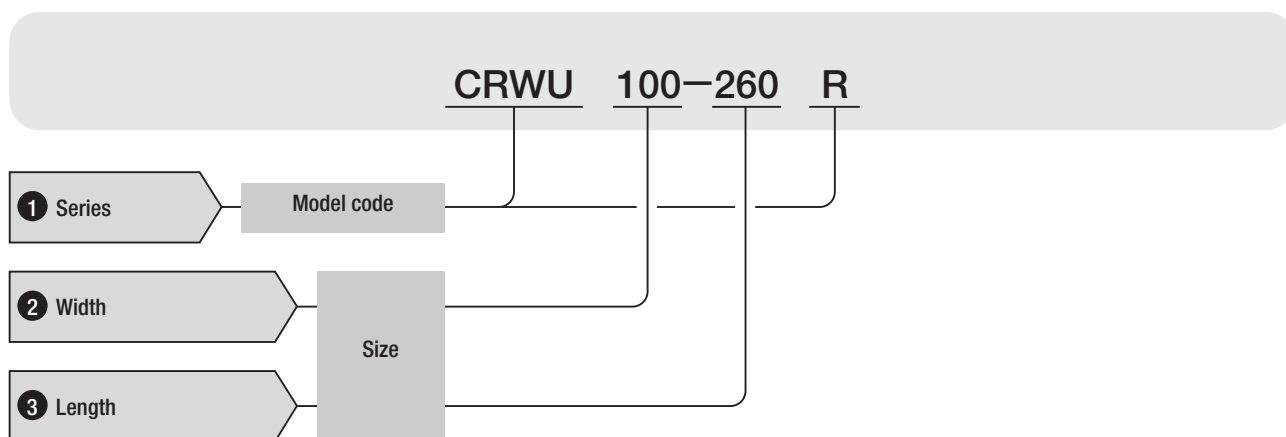 CRWU 100-260 R
1 Series Model code
2 Width
Size
3 Length